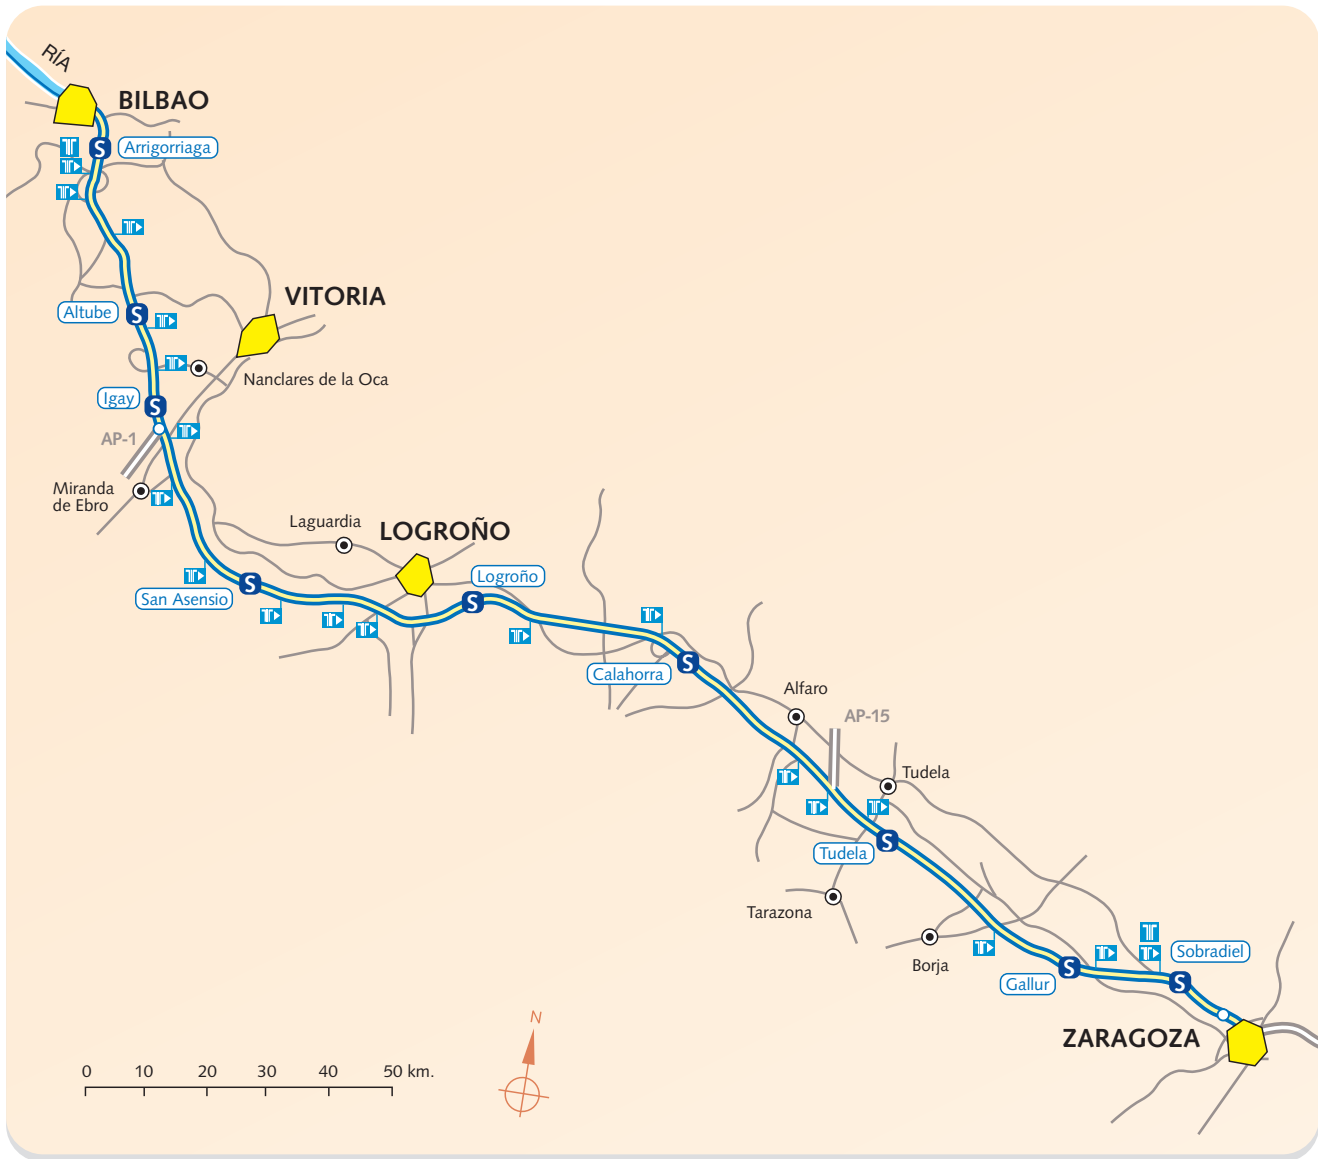 RÍA
BILBAO
S
Arrigorriaga
VITORIA
Altube
S
Nanclares de la Oca
Igay
S
AP-1
Miranda
de Ebro
Laguardia
LOGROÑO
San Asensio
S
Logroño
S
Calahorra
S
Alfaro
AP-15
Tudela
Tudela
S
Tarazona
Borja
Gallur
S
Sobradiel
S
ZARAGOZA
N
0 10 20 30 40 50 km.